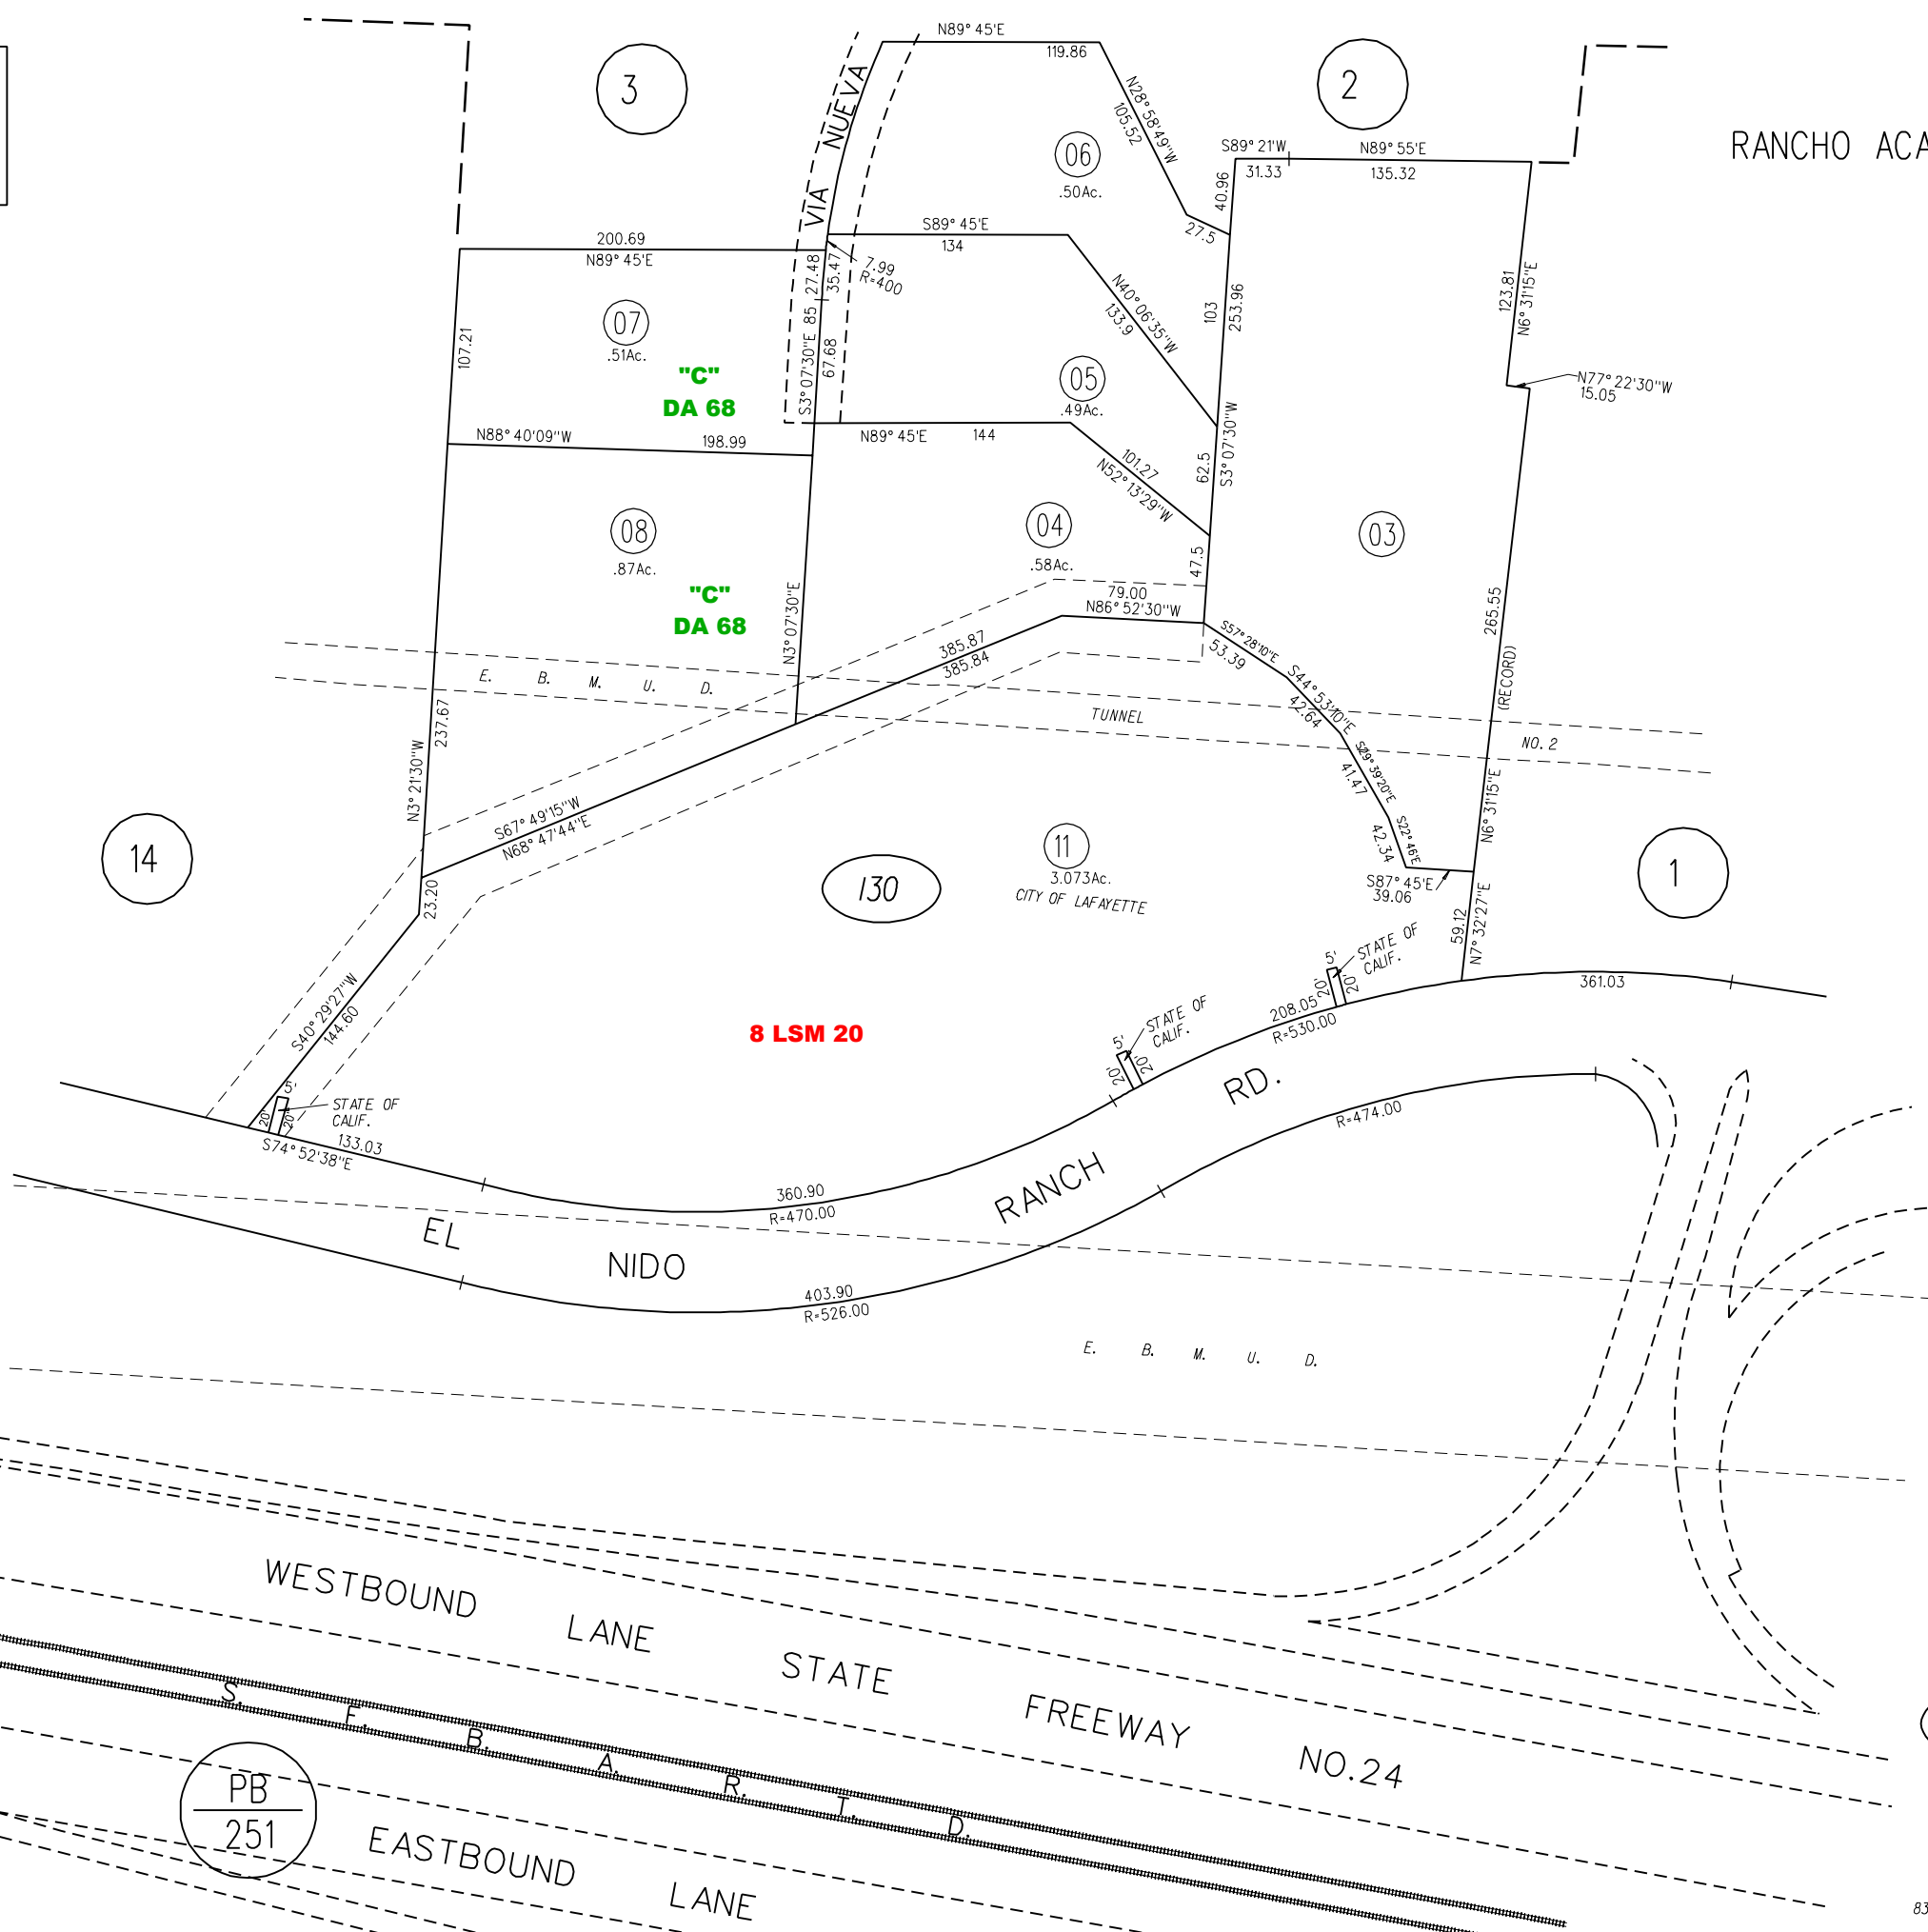 N89° 45'E
119.86
3
2
VIA NUEVA
N28° 58'49"W
105.52
06
.50Ac.
S89° 21'W
31.33
N89° 55'E
135.32
RANCHO ACA
40.96
27.5
200.69
N89° 45'E
S89° 45'E
134
7.99
R=400
27.48
35.47
85
S3° 07'30"E
67.68
N40° 06'35"W
133.9
103
253.96
123.81
N6° 31'15"E
N77° 22'30"W
15.05
107.21
07
.51Ac.
"C"
DA 68
05
.49Ac.
N88° 40'09"W
198.99
N89° 45'E
144
101.27
N52° 13'29"W
62.5
S3° 07'30"W
08
.87Ac.
"C"
DA 68
04
.58Ac.
47.5
03
79.00
N86° 52'30"W
N3° 07'30"E
385.87
385.84
S57° 28'10"E
53.39
S44° 53'10"E
42.64
265.55
(RECORD)
E. B. M. U. D.
TUNNEL
NO. 2
237.67
N3° 21'30"W
41.47
S22° 46'E
42.34
N6° 31'15"E
S67° 49'15"W
N68° 47'44"E
14
130
11
3.073Ac.
CITY OF LAFAYETTE
S87° 45'E
39.06
1
23.20
59.12
N7° 32'27"E
S40° 29'27"W
144.60
8 LSM 20
5'
20'
20'
STATE OF
CALIF.
5'
20'
20'
STATE OF
CALIF.
208.05
R=530.00
361.03
5'
20'
20'
STATE OF
CALIF.
133.03
S74° 52'38"E
360.90
R=470.00
R=474.00
EL NIDO RANCH RD.
403.90
R=526.00
E. B. M. U. D.
WESTBOUND LANE STATE FREEWAY NO.24
S. F. B. A. R. T. D.
PB
251
EASTBOUND LANE
83